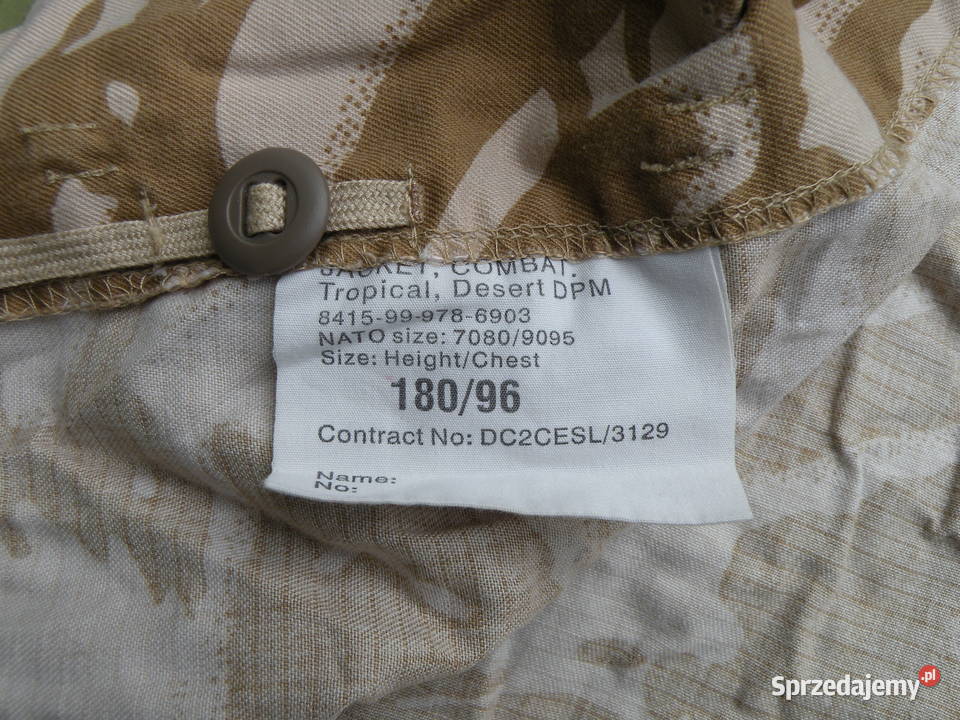 JACKET, COMBAT.
Tropical, Desert DPM
8415-99-978-6903
NATO size: 7080/9095
Size: Height/Chest
180/96
Contract No: DC2CESL/3129
Name:
No:
Sprzedajemy.pl